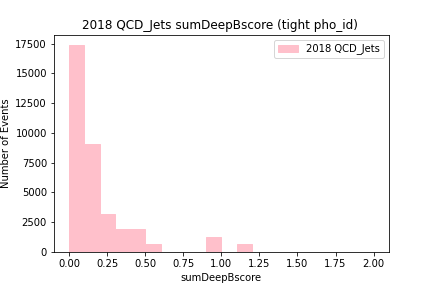 2018 QCD_Jets sumDeepBscore (tight pho_id)
2018 QCD_Jets
17500
15000
12500
10000
7500
5000
2500
0
Number of Events
0.00 0.25 0.50 0.75 1.00 1.25 1.50 1.75 2.00
sumDeepBscore